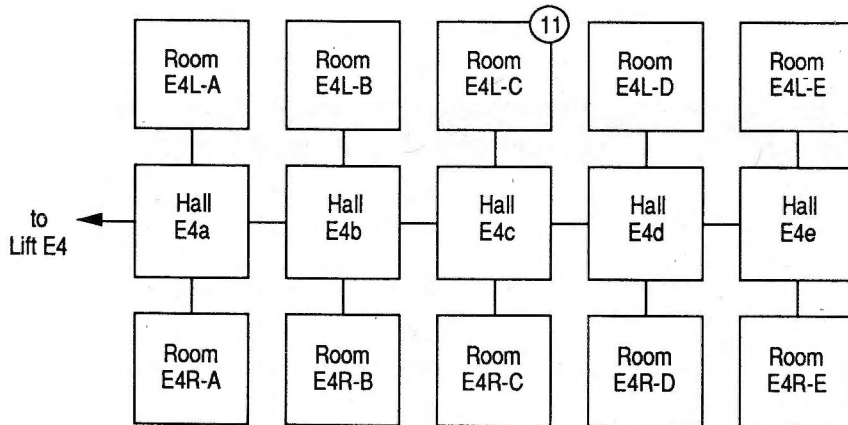 11
Room
E4L-A
Room
E4L-B
Room
E4L-C
Room
E4L-D
Room
E4L-E
to
Lift E4
Hall
E4a
Hall
E4b
Hall
E4c
Hall
E4d
Hall
E4e
Room
E4R-A
Room
E4R-B
Room
E4R-C
Room
E4R-D
Room
E4R-E